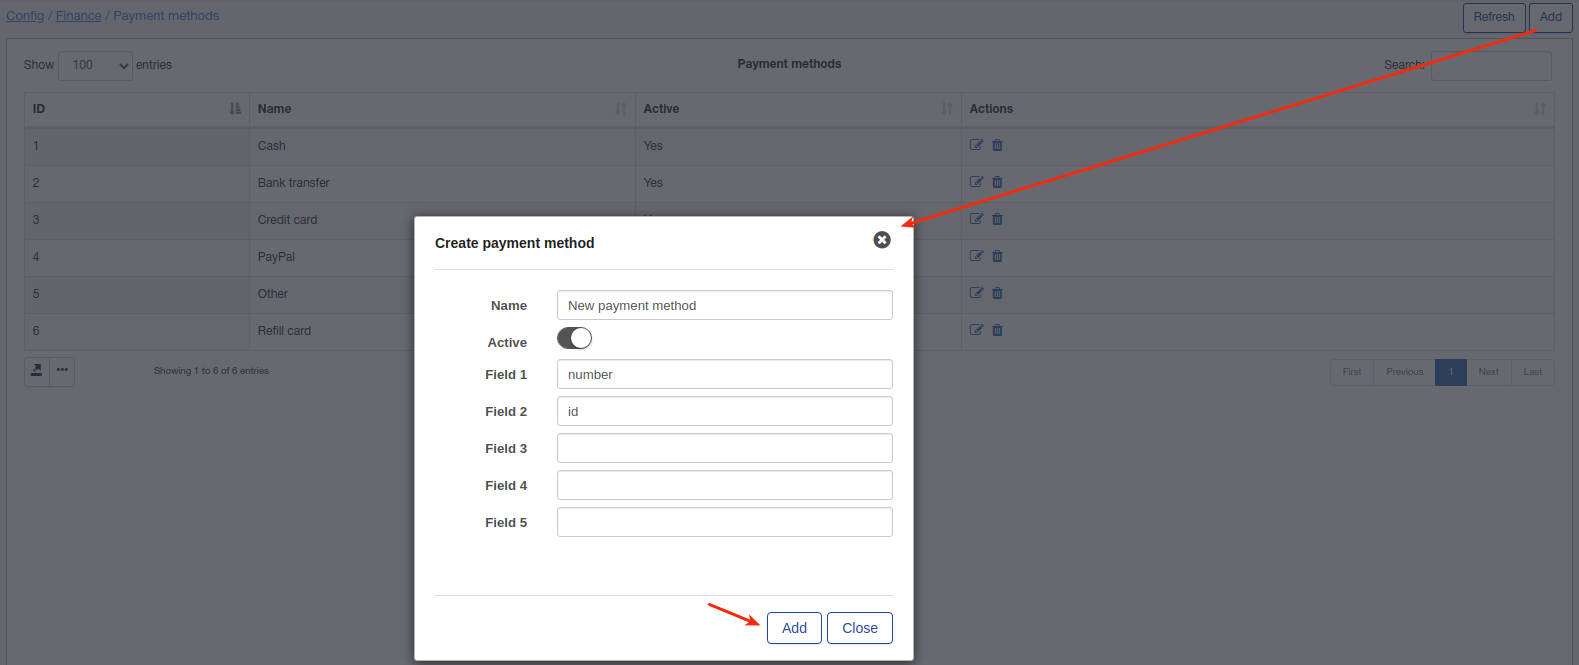 Config / Finance / Payment methods
Refresh Add
Show 100 entries Payment methods Search:
ID Name Active Actions
1 Cash Yes
2 Bank transfer Yes
3 Credit card
4 PayPal
5 Other
6 Refill card
Showing 1 to 6 of 6 entries First Previous 1 Next Last
Create payment method
Name New payment method
Active
Field 1 number
Field 2 id
Field 3
Field 4
Field 5
Add Close